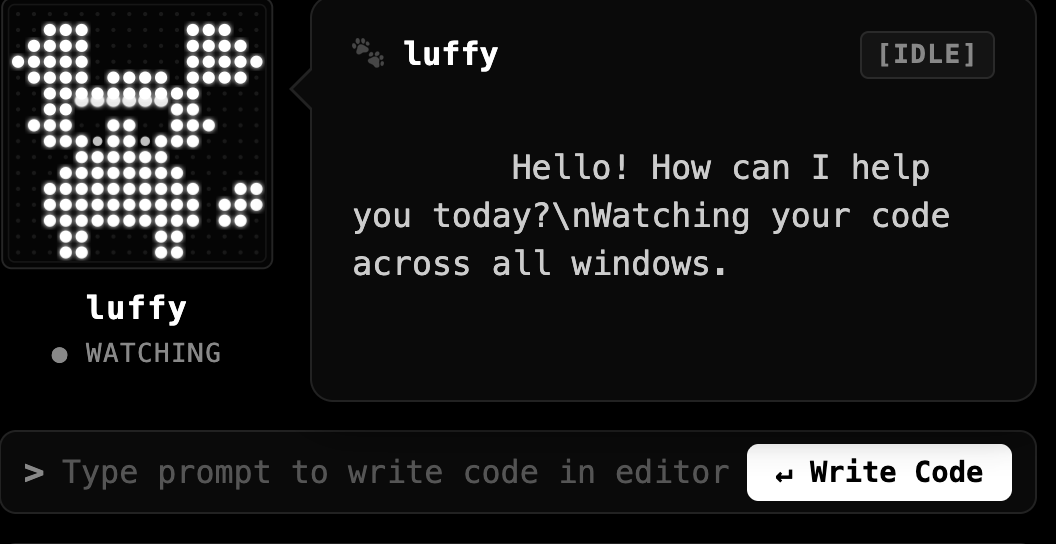 luffy
[IDLE]
Hello! How can I help
you today?\nWatching your code
across all windows.
luffy
WATCHING
> Type prompt to write code in editor
↵ Write Code